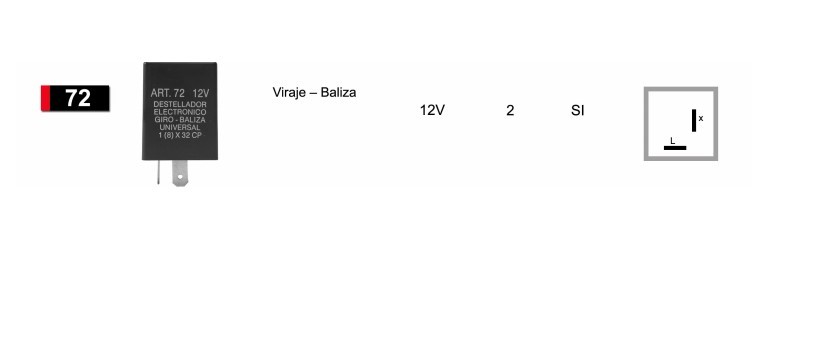 72
ART. 72 12V
DESTELLADOR
ELECTRONICO
GIRO - BALIZA
UNIVERSAL
1 (8) X 32 CP
Viraje – Baliza
12V 2 SI
x
L